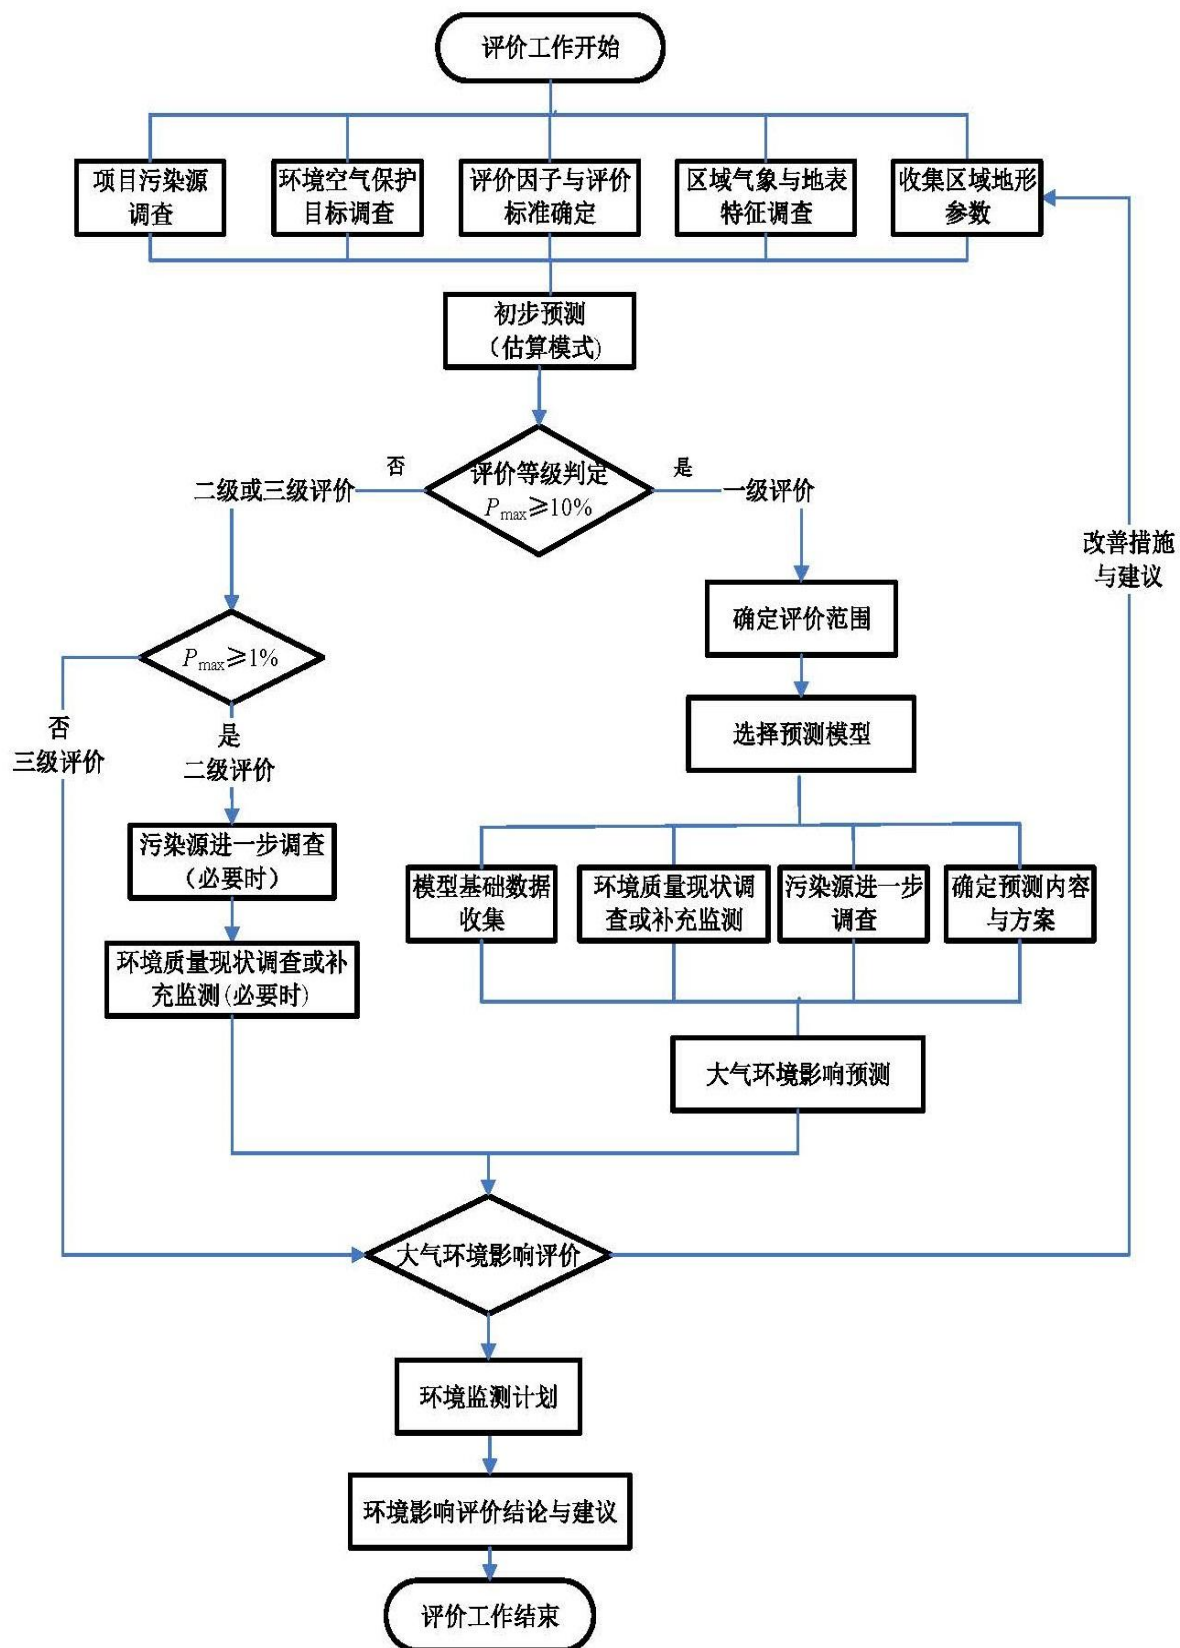 评价工作开始
项目污染源
调查
环境空气保护
目标调查
评价因子与评价
标准确定
区域气象与地表
特征调查
收集区域地形
参数
初步预测
（估算模式)
评价等级判定
Pmax≥10%
否
二级或三级评价
是
一级评价
改善措施
与建议
确定评价范围
Pmax≥1%
选择预测模型
否
三级评价
是
二级评价
污染源进一步调查
（必要时）
模型基础数据
收集
环境质量现状调
查或补充监测
污染源进一步
调查
确定预测内容
与方案
环境质量现状调查或补
充监测(必要时)
大气环境影响预测
大气环境影响评价
环境监测计划
环境影响评价结论与建议
评价工作结束